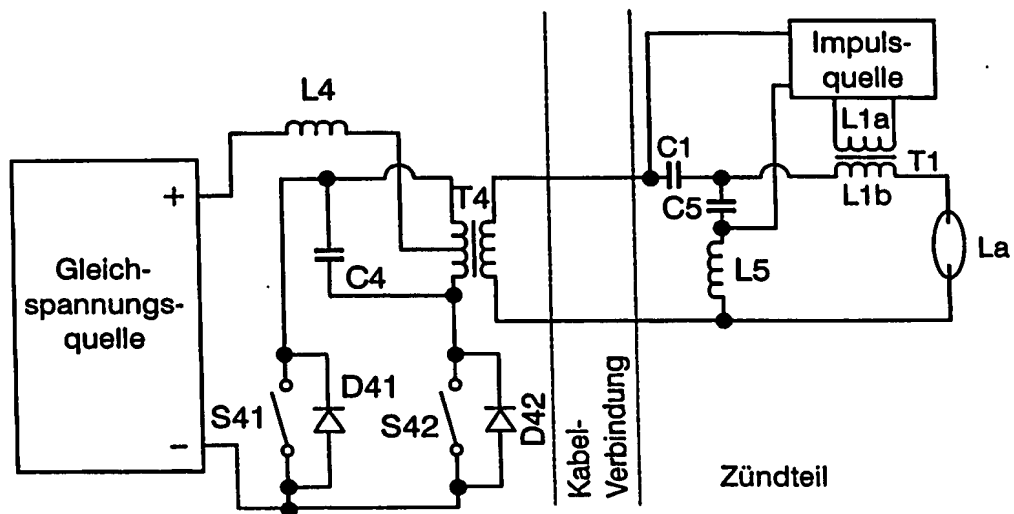 Impuls-
quelle
L4
L1a
C1
T1
+
T4
C5
L1b
Gleich-
spannungs-
quelle
C4
L5
La
D41
S41
S42
D42
–
Kabel-
Verbindung
Zündteil